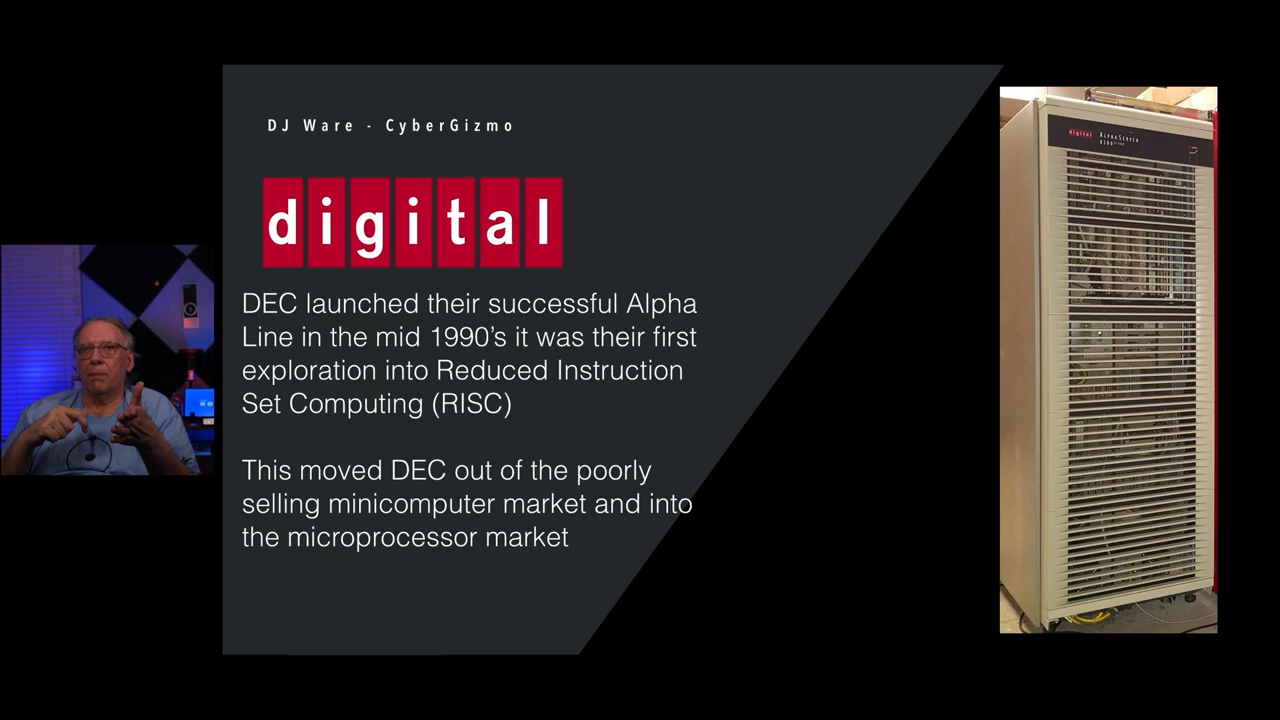 DJ Ware - CyberGizmo
digital
DEC launched their successful Alpha
Line in the mid 1990's it was their first
exploration into Reduced Instruction
Set Computing (RISC)
This moved DEC out of the poorly
selling minicomputer market and into
the microprocessor market
digital AlphaServer